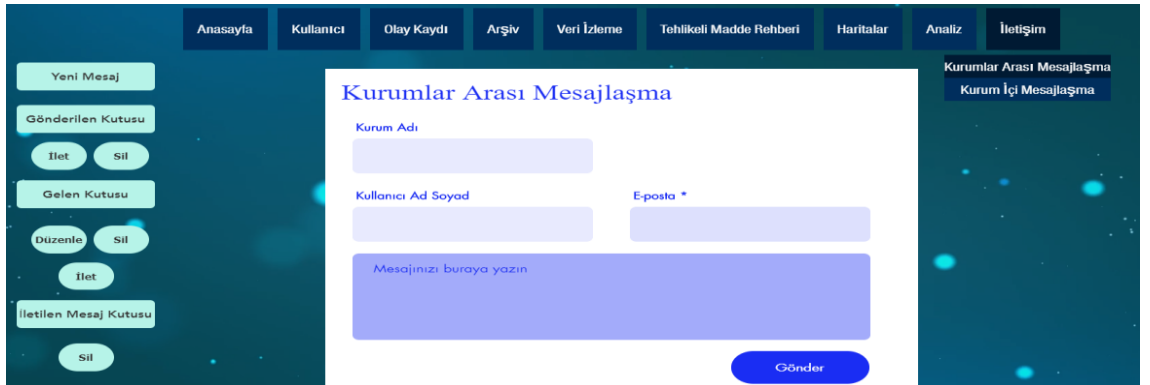 Anasayfa Kullanıcı Olay Kaydı Arşiv Veri İzleme Tehlikeli Madde Rehberi Haritalar Analiz İletişim
Kurumlar Arası Mesajlaşma
Kurum İçi Mesajlaşma
Yeni Mesaj
Gönderilen Kutusu
İlet Sil
Gelen Kutusu
Düzenle Sil
İlet
İletilen Mesaj Kutusu
Sil
Kurumlar Arası Mesajlaşma
Kurum Adı
Kullanıcı Ad Soyad E-posta *
Mesajınızı buraya yazın
Gönder